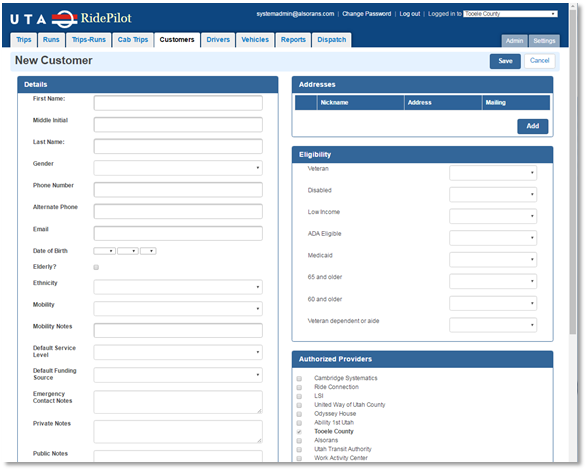 UTA RidePilot
systemadmin@alsorans.com | Change Password | Log out | Logged in to Tooele County
Trips Runs Trips-Runs Cab Trips Customers Drivers Vehicles Reports Dispatch Admin Settings
New Customer Save Cancel
Details
First Name:
Middle Initial
Last Name:
Gender
Phone Number
Alternate Phone
Email
Date of Birth
Elderly?
Ethnicity
Mobility
Mobility Notes
Default Service
Level
Default Funding
Source
Emergency
Contact Notes
Private Notes
Public Notes
Addresses
Nickname Address Mailing
Add
Eligibility
Veteran
Disabled
Low Income
ADA Eligible
Medicaid
65 and older
60 and older
Veteran dependent or aide
Authorized Providers
Cambridge Systematics
Ride Connection
LSI
United Way of Utah County
Odyssey House
Ability 1st Utah
Tooele County
Alsorans
Utah Transit Authority
Work Activity Center